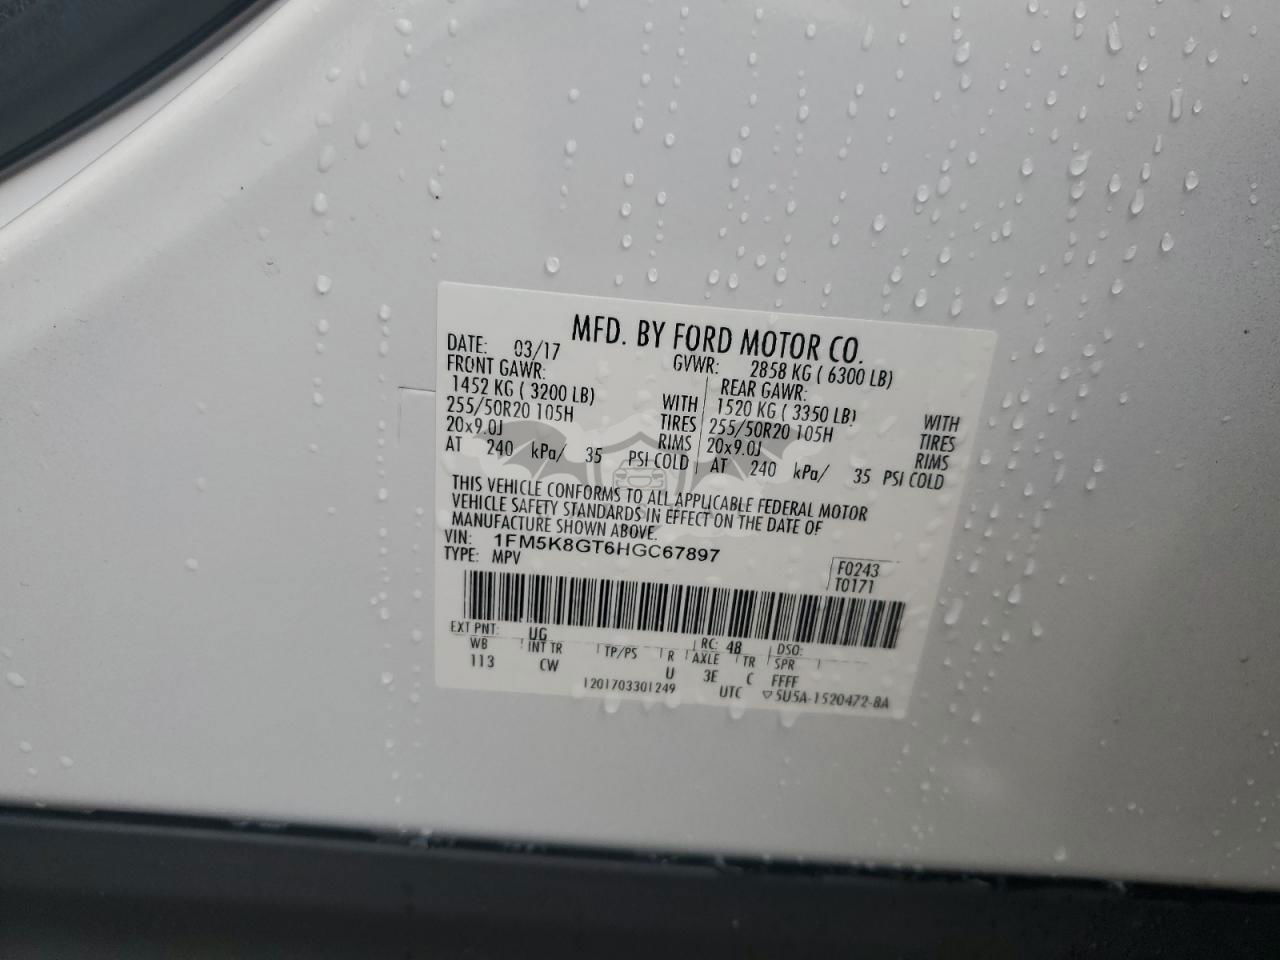 MFD. BY FORD MOTOR CO.
DATE: 03/17 GVWR: 2858 KG ( 6300 LB)
FRONT GAWR: REAR GAWR:
1452 KG ( 3200 LB) WITH 1520 KG ( 3350 LB) WITH
255/50R20 105H TIRES 255/50R20 105H TIRES
20x9.0J RIMS 20x9.0J RIMS
AT 240 kPa/ 35 PSI COLD AT 240 kPa/ 35 PSI COLD
THIS VEHICLE CONFORMS TO ALL APPLICABLE FEDERAL MOTOR
VEHICLE SAFETY STANDARDS IN EFFECT ON THE DATE OF
MANUFACTURE SHOWN ABOVE.
VIN: 1FM5K8GT6HGC67897
TYPE: MPV
F0243
T0171
EXT PNT: UG RC: 48 DSO:
WB INT TR TP/PS R AXLE TR SPR
113 CW U 3E C FFFF
1201703301249 UTC ▽5U5A-1520472-8A